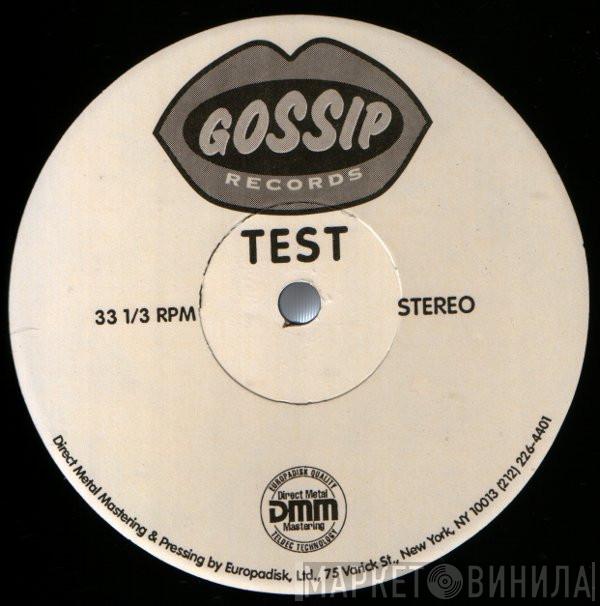 GOSSIP
RECORDS
TEST
33 1/3 RPM
STEREO
EUROPADISK QUALITY
Direct Metal
DMM
Mastering
TELDEC TECHNOLOGY
Direct Metal Mastering & Pressing by Europadisk, Ltd., 75 Varick St., New York, NY 10013 (212) 226-4401
МАРКЕТ ВИНИЛА